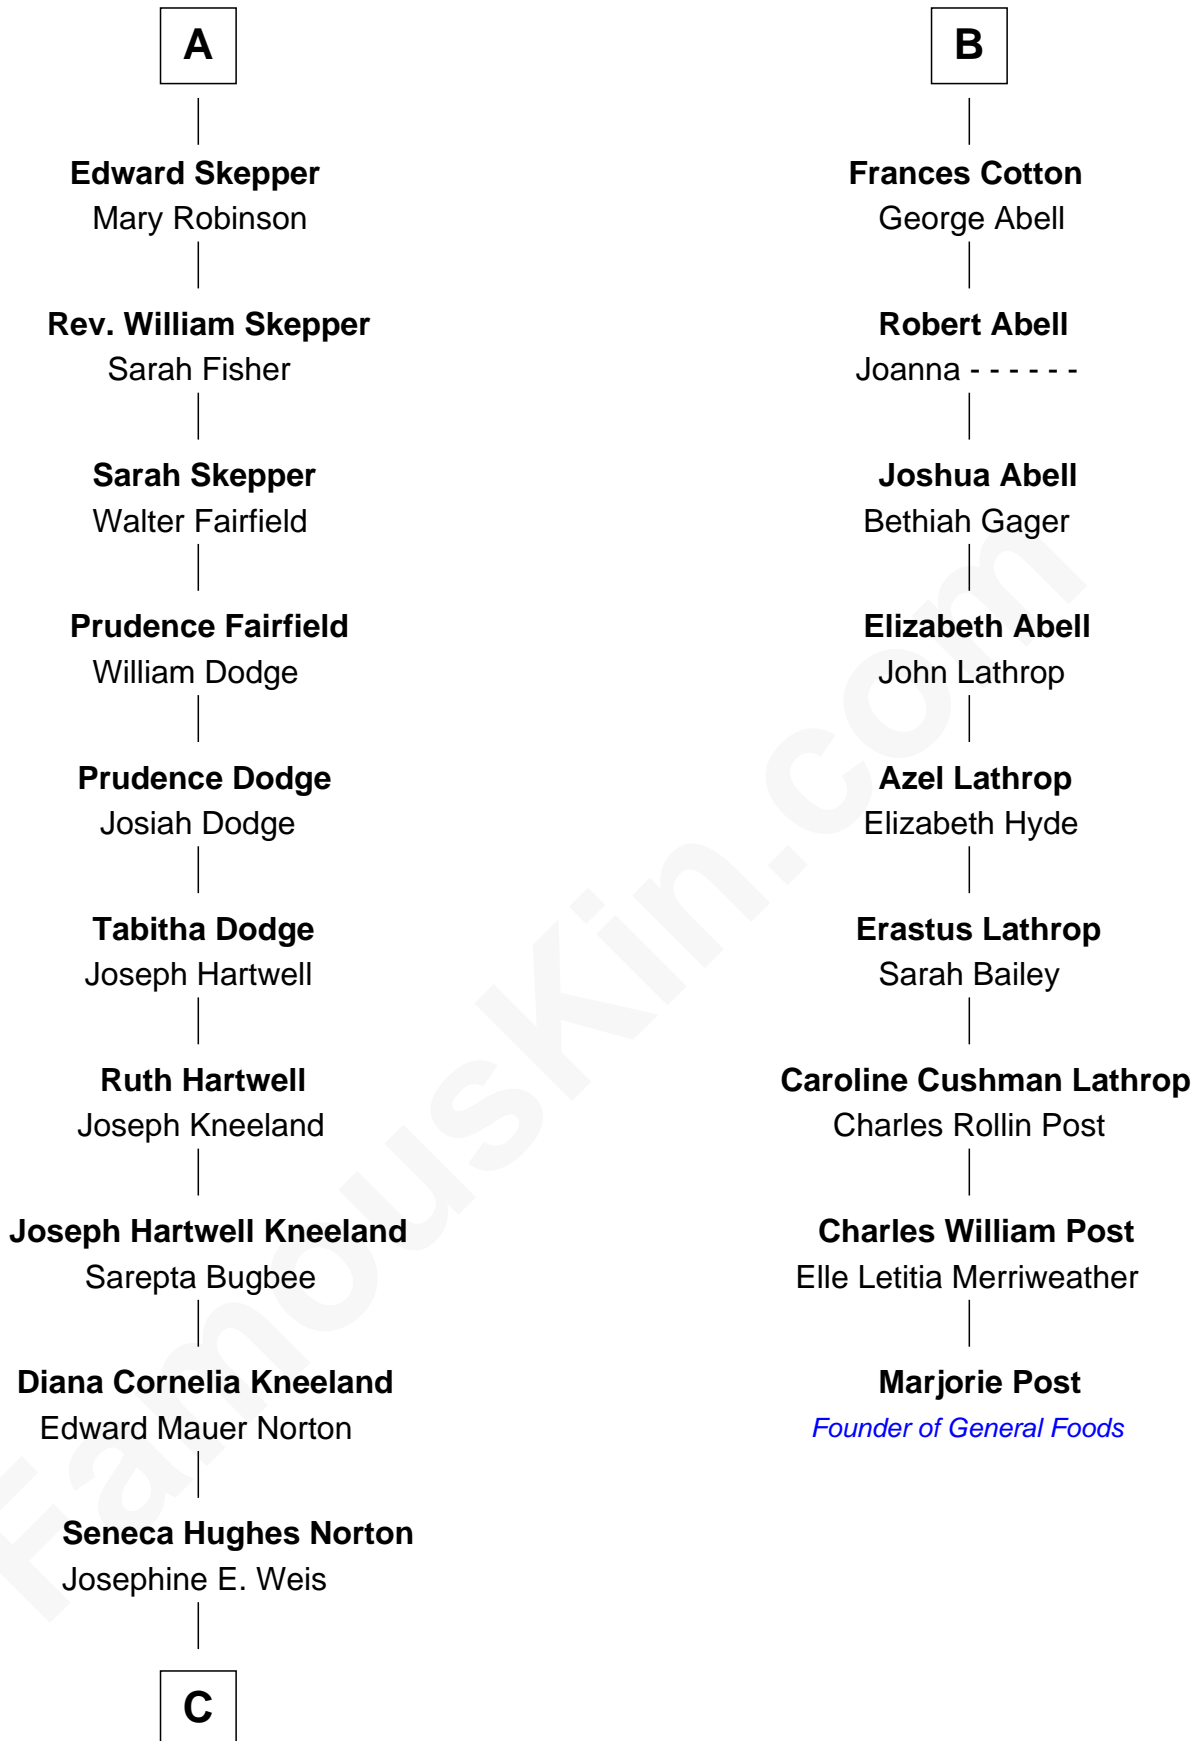 A
Edward Skepper
Mary Robinson
Rev. William Skepper
Sarah Fisher
Sarah Skepper
Walter Fairfield
Prudence Fairfield
William Dodge
Prudence Dodge
Josiah Dodge
Tabitha Dodge
Joseph Hartwell
Ruth Hartwell
Joseph Kneeland
Joseph Hartwell Kneeland
Sarepta Bugbee
Diana Cornelia Kneeland
Edward Mauer Norton
Seneca Hughes Norton
Josephine E. Weis
C
B
Frances Cotton
George Abell
Robert Abell
Joanna - - - - - -
Joshua Abell
Bethiah Gager
Elizabeth Abell
John Lathrop
Azel Lathrop
Elizabeth Hyde
Erastus Lathrop
Sarah Bailey
Caroline Cushman Lathrop
Charles Rollin Post
Charles William Post
Elle Letitia Merriweather
Marjorie Post
Founder of General Foods
FamousKin.com